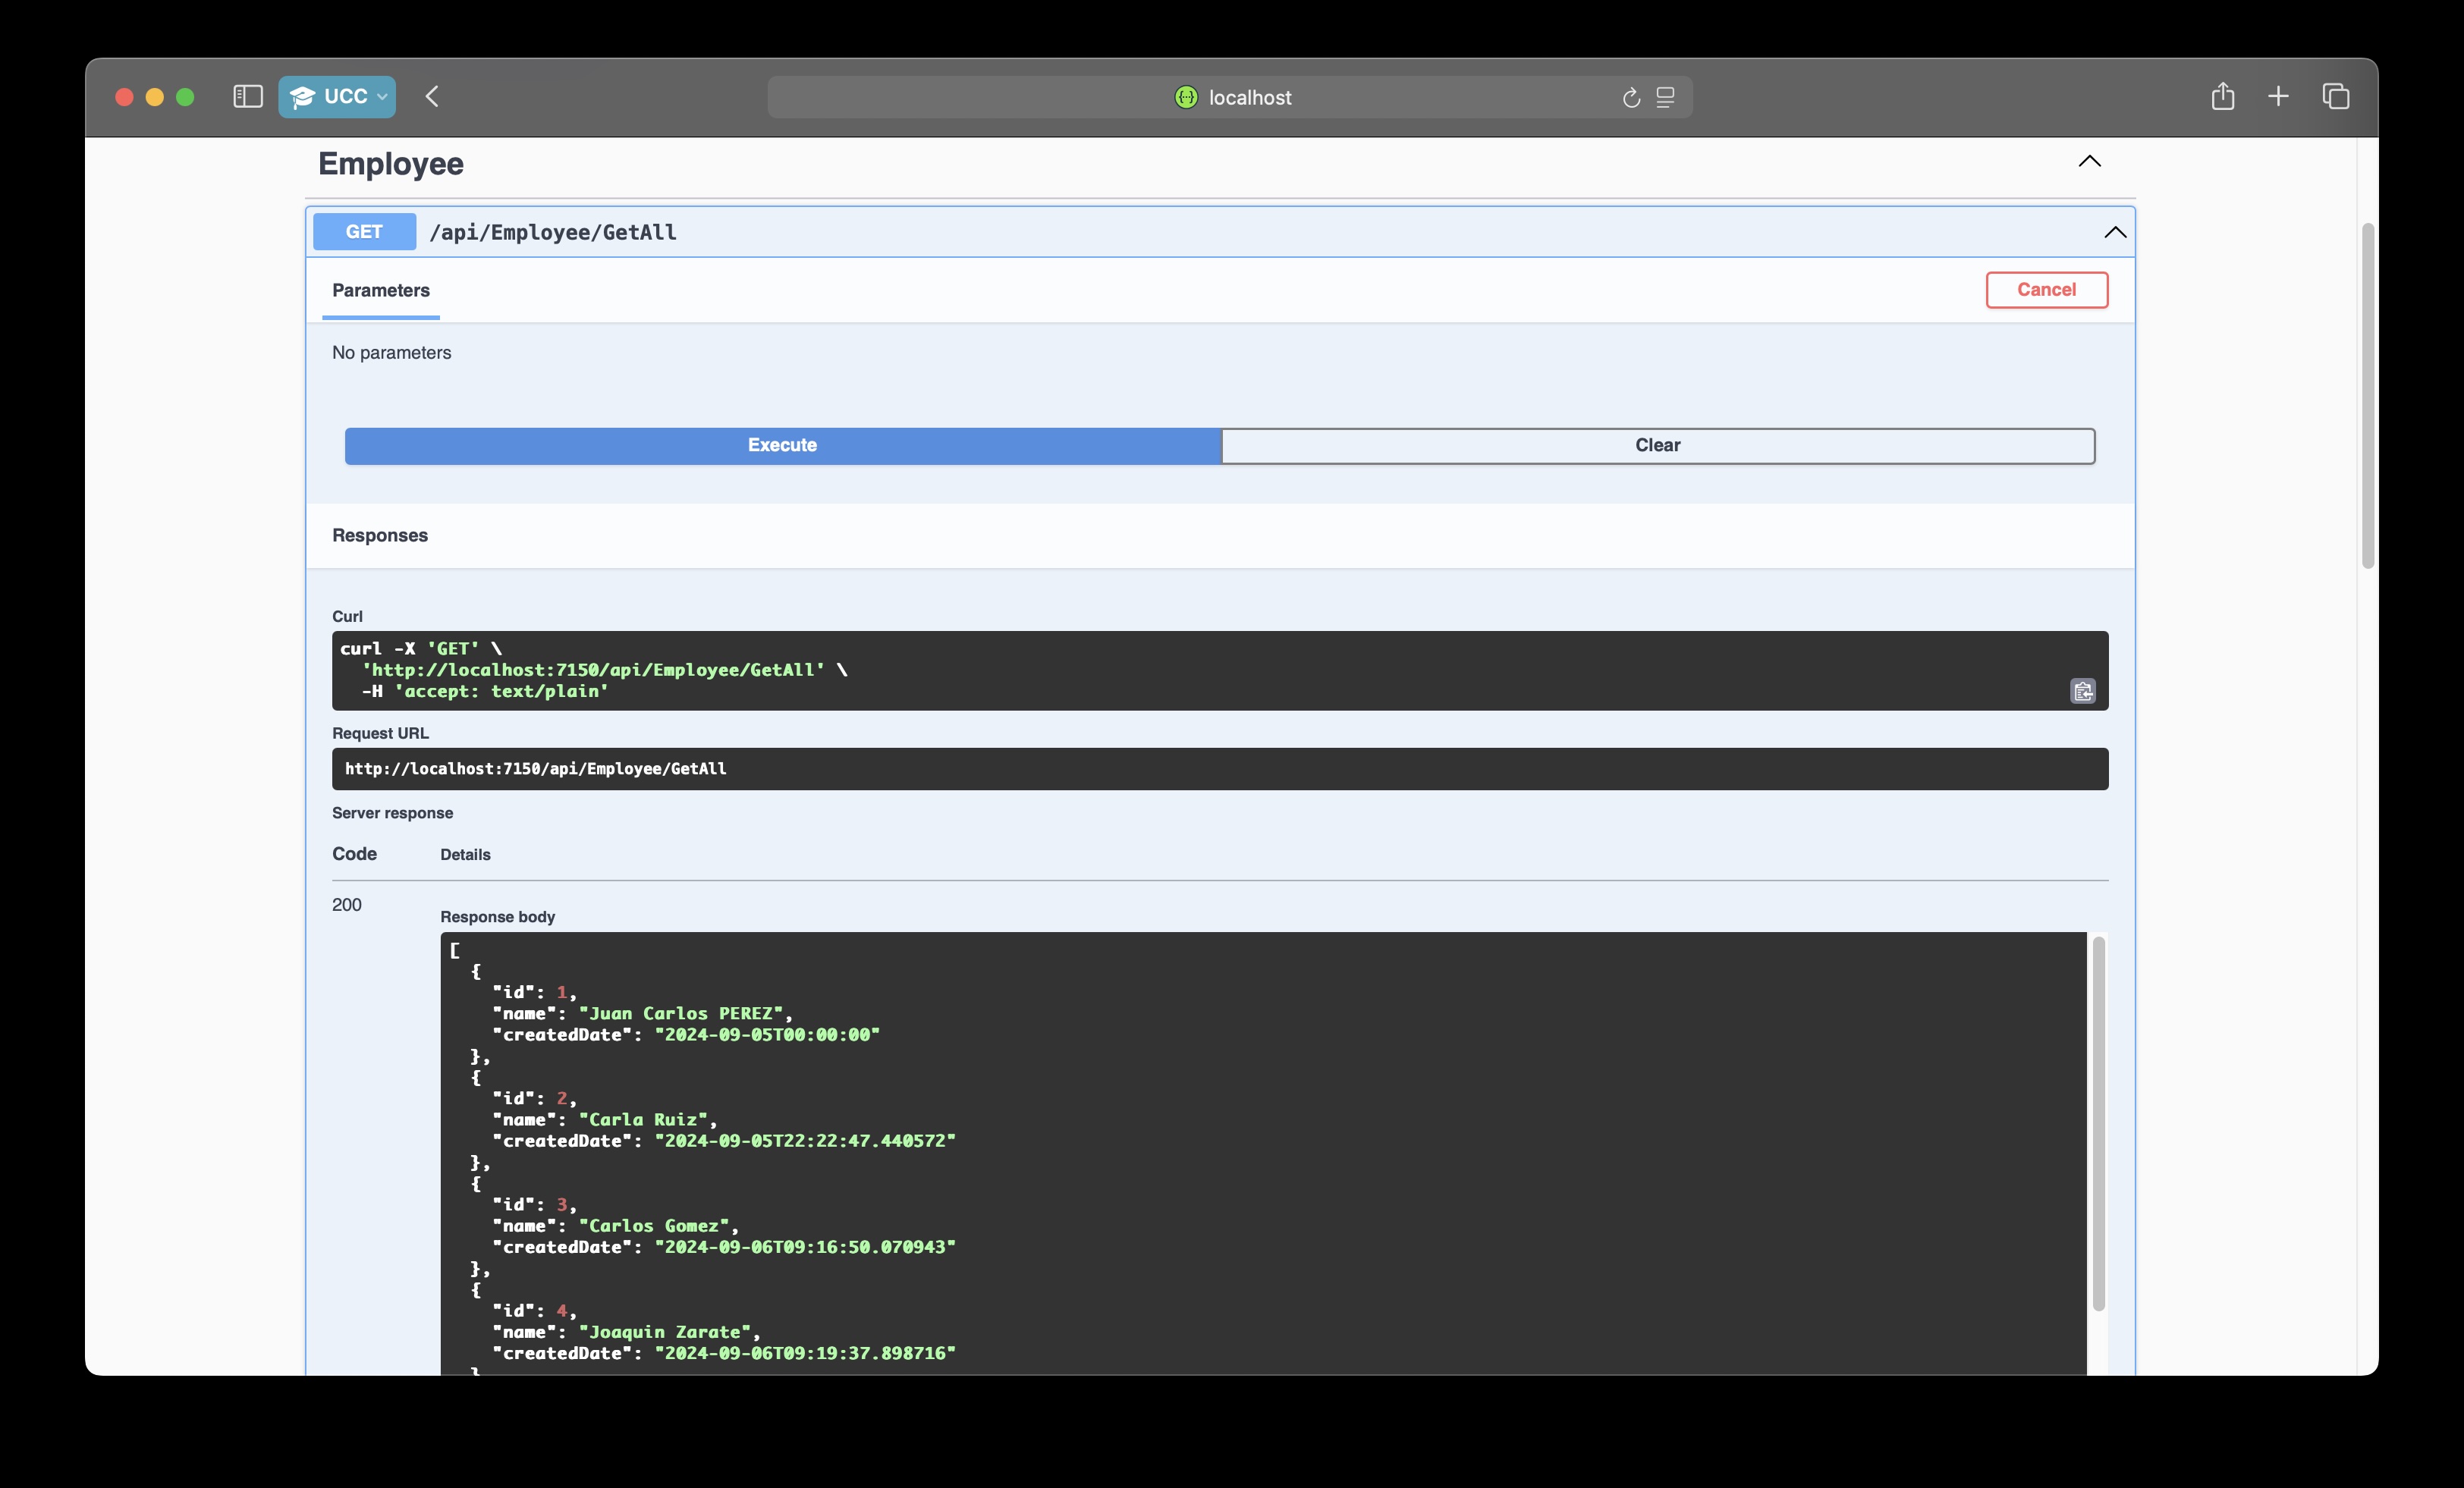 UCC
localhost
Employee
GET /api/Employee/GetAll
Parameters
Cancel
No parameters
Execute
Clear
Responses
Curl
curl -X 'GET' \
  'http://localhost:7150/api/Employee/GetAll' \
  -H 'accept: text/plain'
Request URL
http://localhost:7150/api/Employee/GetAll
Server response
Code Details
200
Response body
[
  {
    "id": 1,
    "name": "Juan Carlos PEREZ",
    "createdDate": "2024-09-05T00:00:00"
  },
  {
    "id": 2,
    "name": "Carla Ruiz",
    "createdDate": "2024-09-05T22:22:47.440572"
  },
  {
    "id": 3,
    "name": "Carlos Gomez",
    "createdDate": "2024-09-06T09:16:50.070943"
  },
  {
    "id": 4,
    "name": "Joaquin Zarate",
    "createdDate": "2024-09-06T09:19:37.898716"
  }